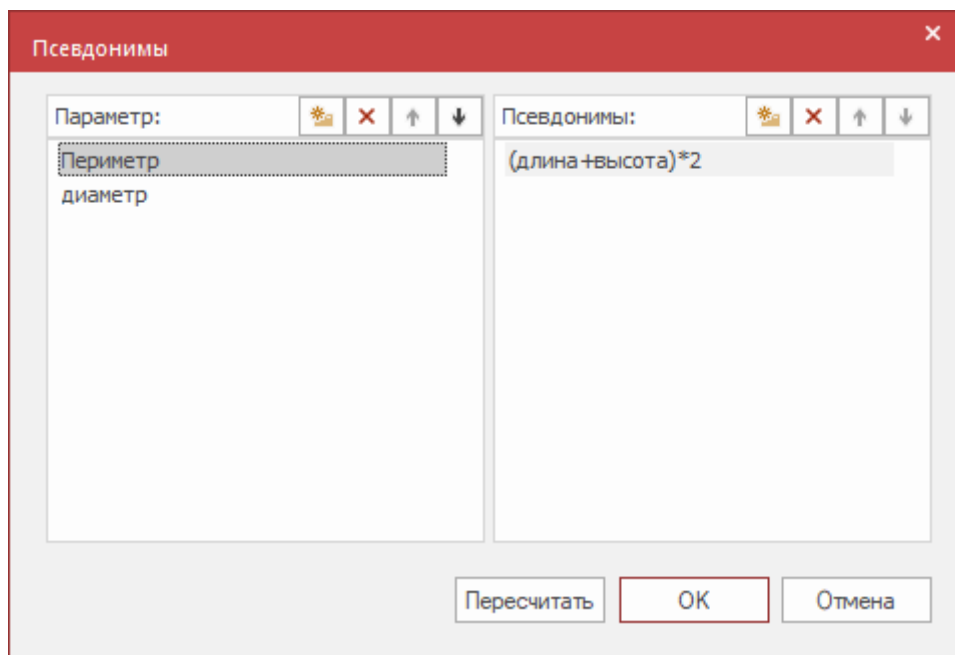 Псевдонимы
Параметр:
Периметр
диаметр
Псевдонимы:
(длина+высота)*2
Пересчитать
OK
Отмена